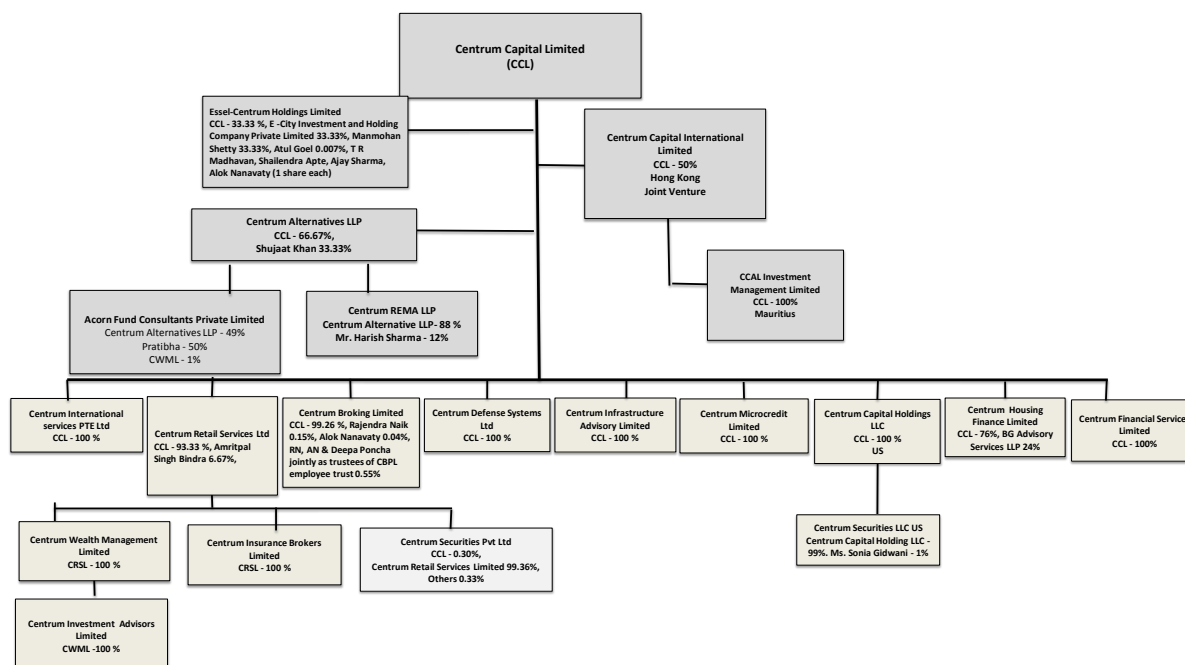 Centrum Capital Limited
(CCL)
Essel-Centrum Holdings Limited
CCL - 33.33 %, E -City Investment and Holding
Company Private Limited 33.33%, Manmohan
Shetty 33.33%, Atul Goel 0.007%, T R
Madhavan, Shailendra Apte, Ajay Sharma,
Alok Nanavaty (1 share each)
Centrum Capital International
Limited
CCL - 50%
Hong Kong
Joint Venture
Centrum Alternatives LLP
CCL - 66.67%,
Shujaat Khan 33.33%
CCAL Investment
Management Limited
CCL - 100%
Mauritius
Acorn Fund Consultants Private Limited
Centrum Alternatives LLP - 49%
Pratibha - 50%
CWML - 1%
Centrum REMA LLP
Centrum Alternative LLP- 88 %
Mr. Harish Sharma - 12%
Centrum International
services PTE Ltd
CCL - 100 %
Centrum Retail Services Ltd
CCL - 93.33 %, Amritpal
Singh Bindra 6.67%,
Centrum Broking Limited
CCL - 99.26 %, Rajendra Naik
0.15%, Alok Nanavaty 0.04%,
RN, AN & Deepa Poncha
jointly as trustees of CBPL
employee trust 0.55%
Centrum Defense Systems
Ltd
CCL - 100 %
Centrum Infrastructure
Advisory Limited
CCL - 100 %
Centrum Microcredit
Limited
CCL - 100 %
Centrum Capital Holdings
LLC
CCL - 100 %
US
Centrum Housing
Finance Limited
CCL - 76%, BG Advisory
Services LLP 24%
Centrum Financial Services
Limited
CCL - 100%
Centrum Wealth Management
Limited
CRSL - 100 %
Centrum Insurance Brokers
Limited
CRSL - 100 %
Centrum Securities Pvt Ltd
CCL - 0.30%,
Centrum Retail Services Limited 99.36%,
Others 0.33%
Centrum Securities LLC US
Centrum Capital Holding LLC -
99%. Ms. Sonia Gidwani - 1%
Centrum Investment Advisors
Limited
CWML -100 %